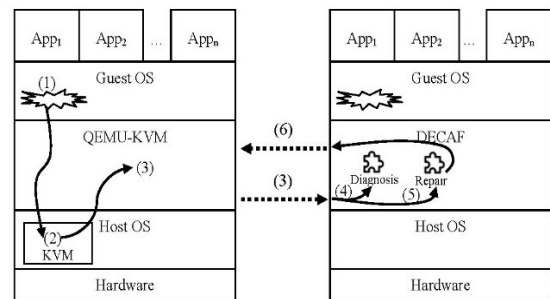 App₁ App₂ ... Appₙ
Guest OS
(1)
QEMU-KVM
(3)
Host OS
(2)
KVM
Hardware
(6)
(3)
App₁ App₂ ... Appₙ
Guest OS
DECAF
Diagnosis Repair
(4) (5)
Host OS
Hardware